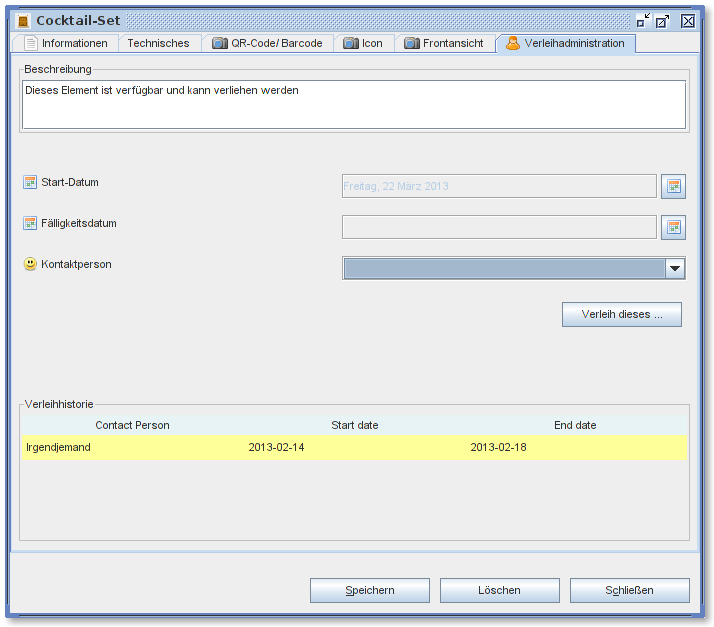 Cocktail-Set
Informationen Technisches QR-Code/ Barcode Icon Frontansicht Verleihadministration
Beschreibung
Dieses Element ist verfügbar und kann verliehen werden
Start-Datum Freitag, 22 März 2013
Fälligkeitsdatum
Kontaktperson
Verleih dieses ...
Verleihhistorie
Contact Person Start date End date
Irgendjemand 2013-02-14 2013-02-18
Speichern Löschen Schließen